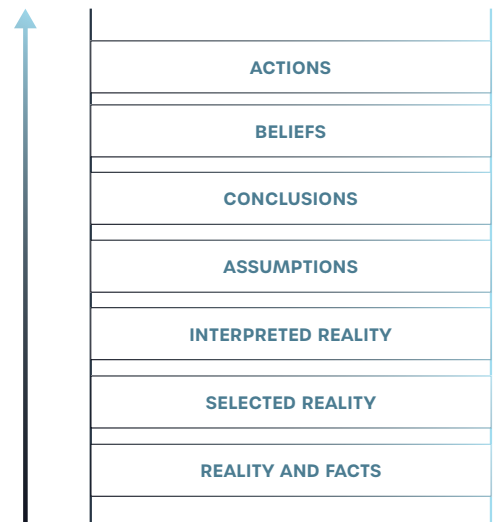 ACTIONS
BELIEFS
CONCLUSIONS
ASSUMPTIONS
INTERPRETED REALITY
SELECTED REALITY
REALITY AND FACTS